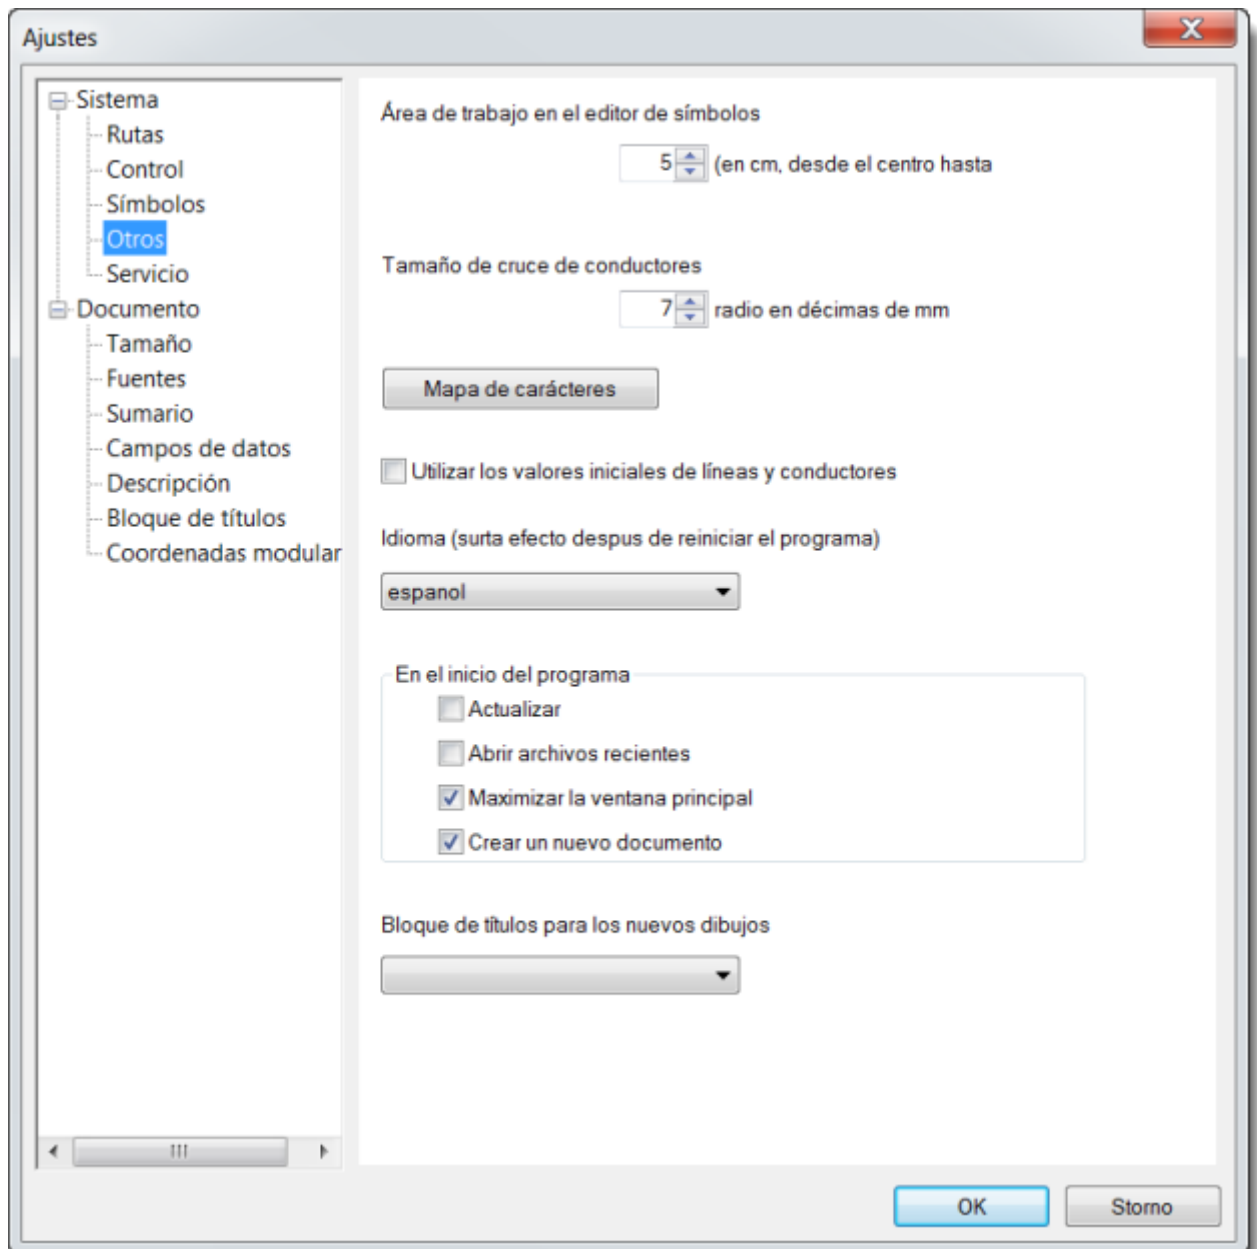 Ajustes
Sistema
Rutas
Control
Símbolos
Otros
Servicio
Documento
Tamaño
Fuentes
Sumario
Campos de datos
Descripción
Bloque de títulos
Coordenadas modular
Área de trabajo en el editor de símbolos
5 (en cm, desde el centro hasta
Tamaño de cruce de conductores
7 radio en décimas de mm
Mapa de carácteres
Utilizar los valores iniciales de líneas y conductores
Idioma (surta efecto despus de reiniciar el programa)
espanol
En el inicio del programa
Actualizar
Abrir archivos recientes
Maximizar la ventana principal
Crear un nuevo documento
Bloque de títulos para los nuevos dibujos
OK
Storno